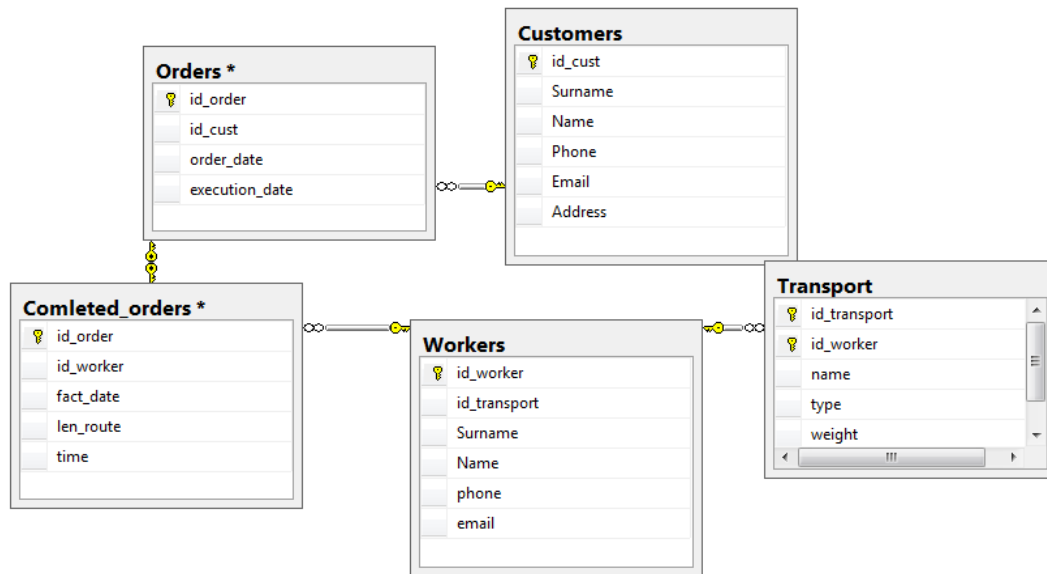 Orders *
id_order
id_cust
order_date
execution_date
Customers
id_cust
Surname
Name
Phone
Email
Address
Comleted_orders *
id_order
id_worker
fact_date
len_route
time
Workers
id_worker
id_transport
Surname
Name
phone
email
Transport
id_transport
id_worker
name
type
weight